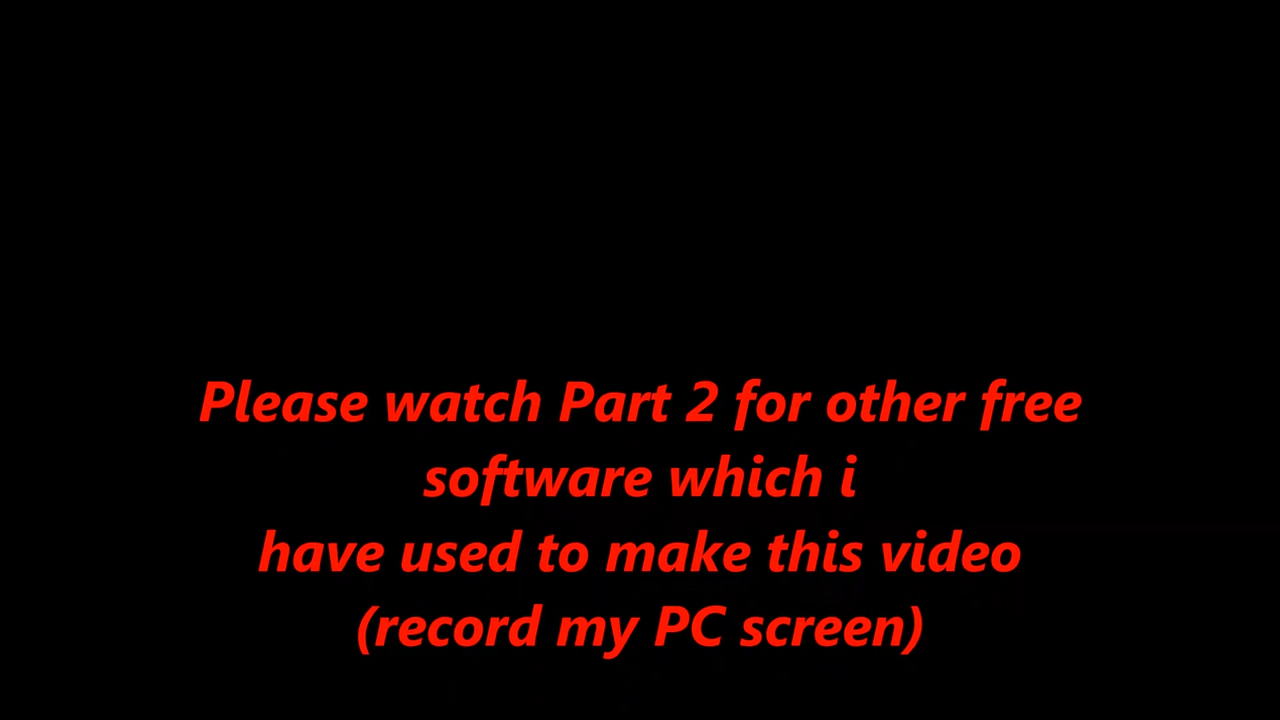 Please watch Part 2 for other free
software which i
have used to make this video
(record my PC screen)